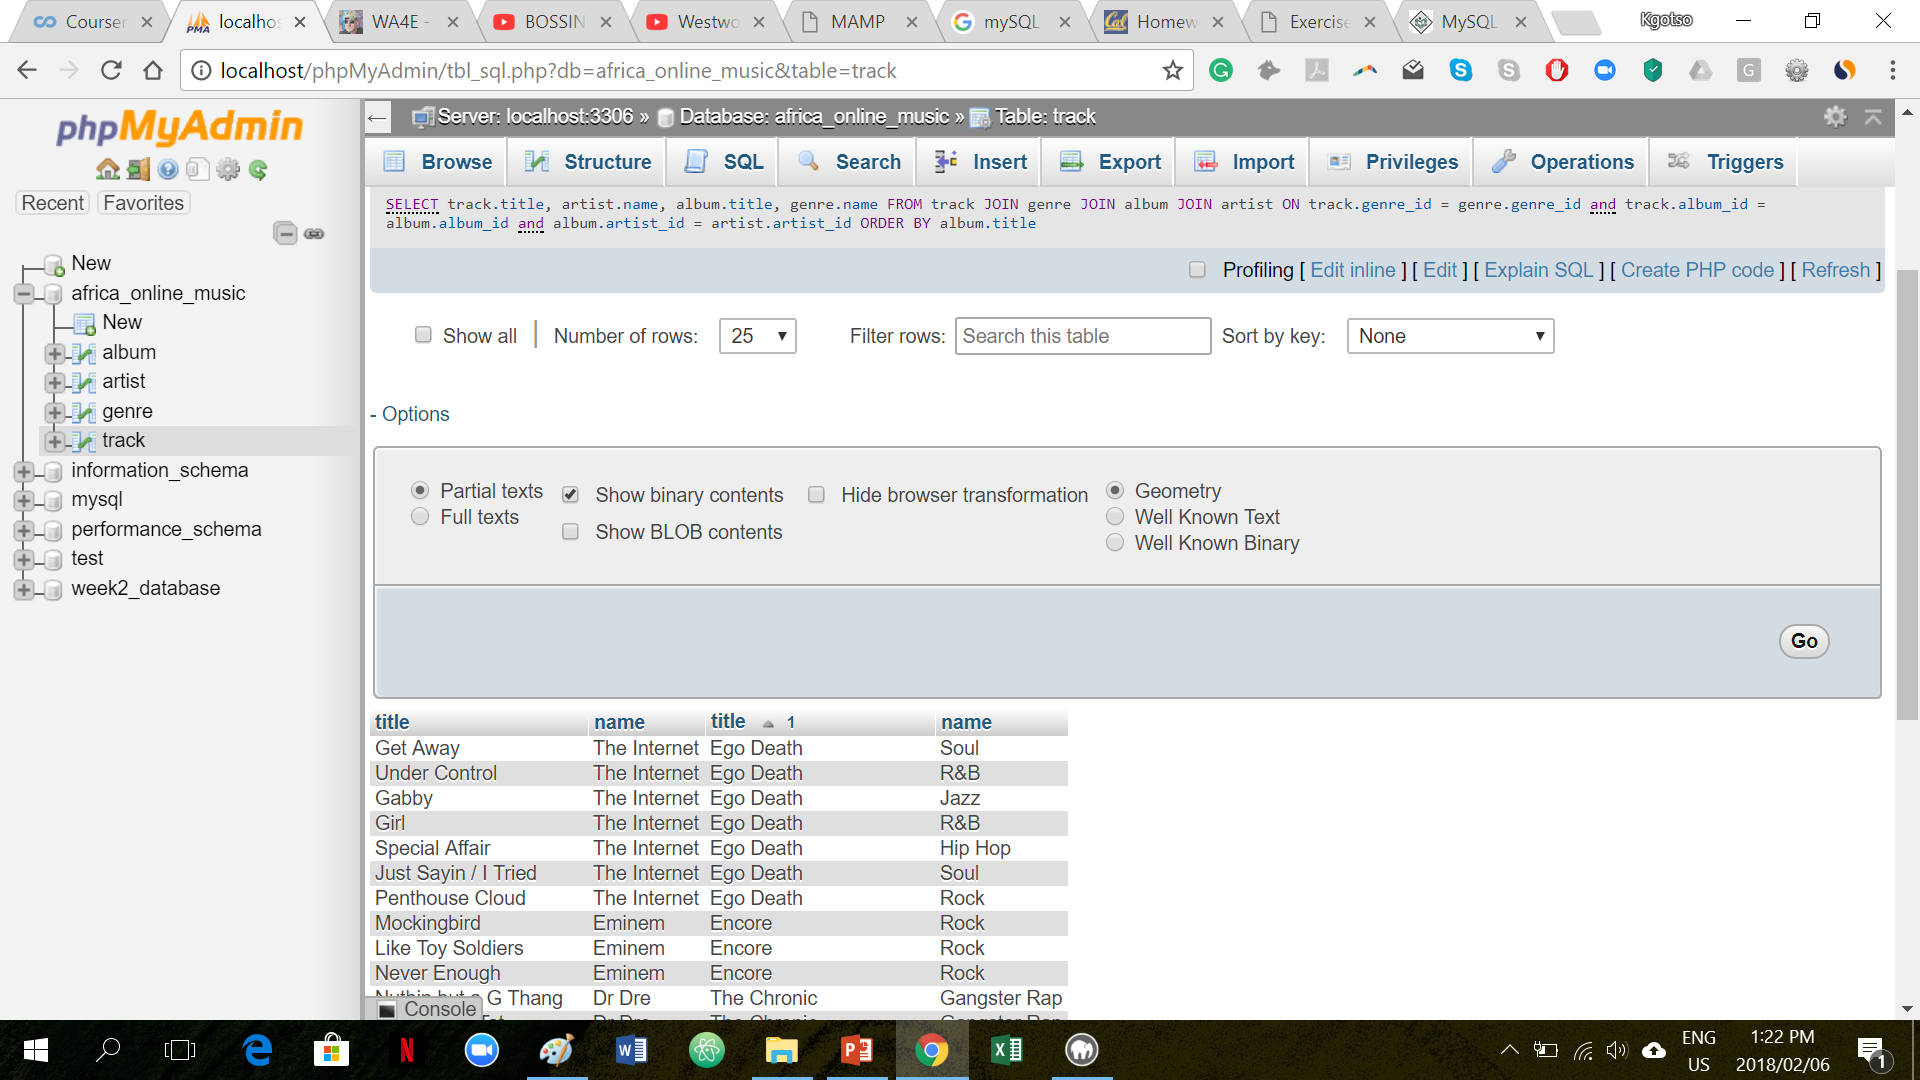 Courser
localhos
WA4E -
BOSSIN
Westwo
MAMP
mySQL
Homew
Exercise
MySQL
Kgotso
localhost/phpMyAdmin/tbl_sql.php?db=africa_online_music&table=track
phpMyAdmin
Recent
Favorites
New
africa_online_music
New
album
artist
genre
track
information_schema
mysql
performance_schema
test
week2_database
Server: localhost:3306 » Database: africa_online_music » Table: track
Browse
Structure
SQL
Search
Insert
Export
Import
Privileges
Operations
Triggers
SELECT track.title, artist.name, album.title, genre.name FROM track JOIN genre JOIN album JOIN artist ON track.genre_id = genre.genre_id and track.album_id =
album.album_id and album.artist_id = artist.artist_id ORDER BY album.title
Profiling [ Edit inline ] [ Edit ] [ Explain SQL ] [ Create PHP code ] [ Refresh ]
Show all | Number of rows: 25 Filter rows: Search this table Sort by key: None
- Options
Partial texts
Full texts
Show binary contents
Show BLOB contents
Hide browser transformation
Geometry
Well Known Text
Well Known Binary
Go
title name title 1 name
Get Away The Internet Ego Death Soul
Under Control The Internet Ego Death R&B
Gabby The Internet Ego Death Jazz
Girl The Internet Ego Death R&B
Special Affair The Internet Ego Death Hip Hop
Just Sayin / I Tried The Internet Ego Death Soul
Penthouse Cloud The Internet Ego Death Rock
Mockingbird Eminem Encore Rock
Like Toy Soldiers Eminem Encore Rock
Never Enough Eminem Encore Rock
G Thang Dr Dre The Chronic Gangster Rap
Console
ENG
US
1:22 PM
2018/02/06
1